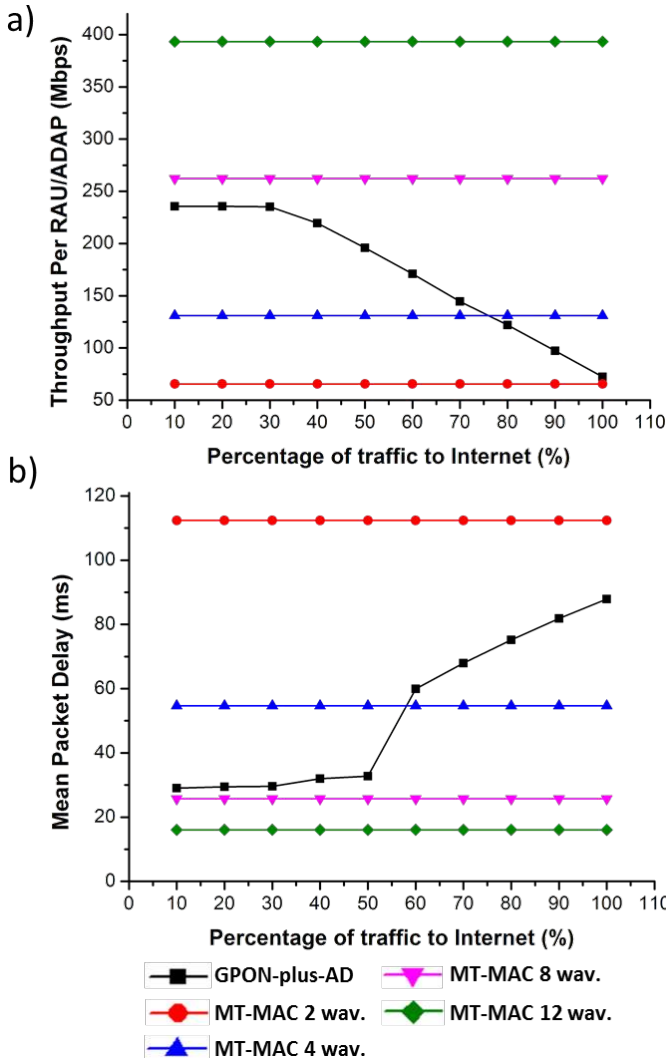 a)
Throughput Per RAU/ADAP (Mbps)
400
350
300
250
200
150
100
50
0 10 20 30 40 50 60 70 80 90 100 110
Percentage of traffic to Internet (%)
b)
Mean Packet Delay (ms)
120
100
80
60
40
20
0
0 10 20 30 40 50 60 70 80 90 100 110
Percentage of traffic to Internet (%)
GPON-plus-AD MT-MAC 8 wav.
MT-MAC 2 wav. MT-MAC 12 wav.
MT-MAC 4 wav.